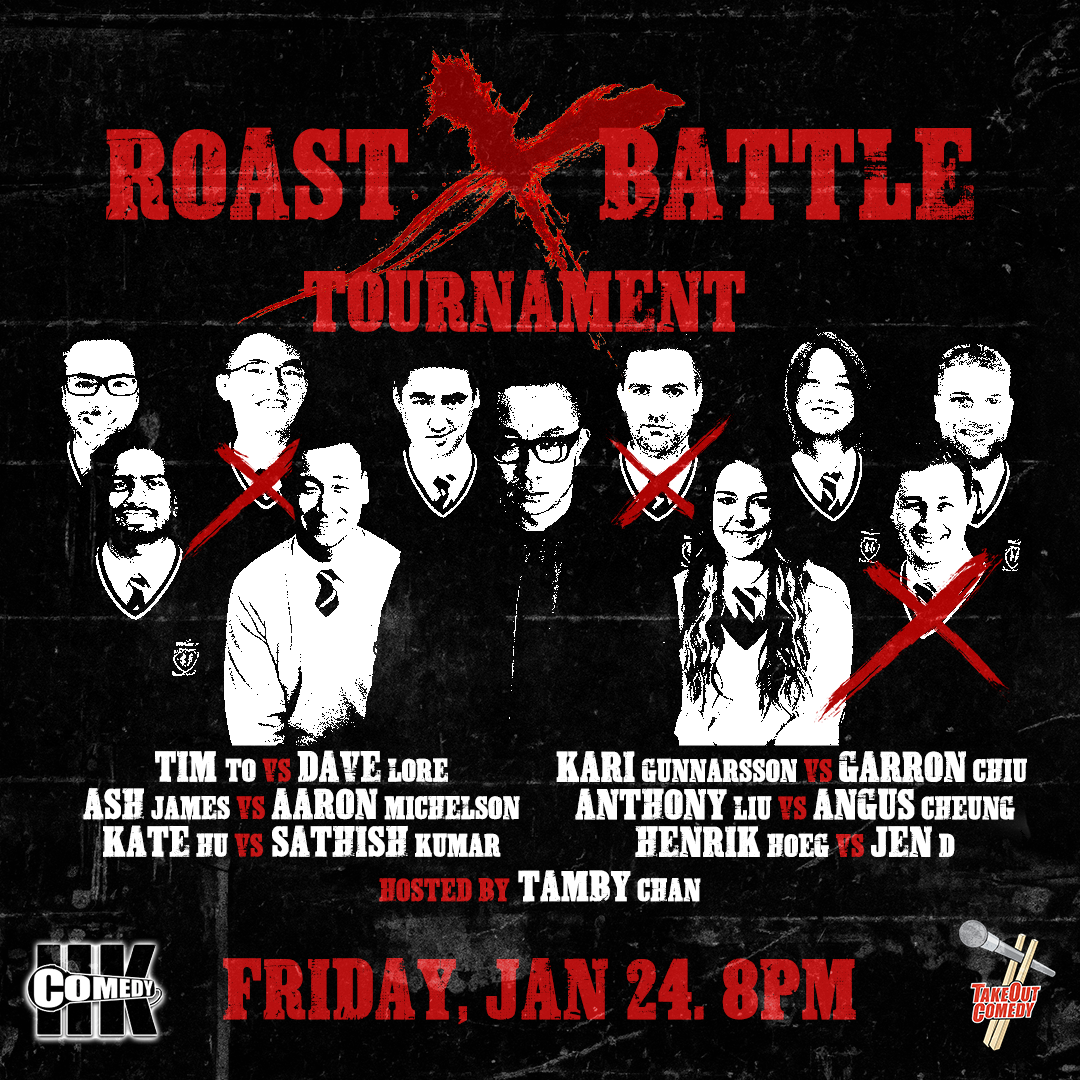 ROAST X BATTLE
TOURNAMENT
TIM TO VS DAVE LORE
ASH JAMES VS AARON MICHELSON
KATE HU VS SATHISH KUMAR
KARI GUNNARSSON VS GARRON CHIU
ANTHONY LIU VS ANGUS CHEUNG
HENRIK HOEG VS JEN D
HOSTED BY TAMBY CHAN
FRIDAY, JAN 24. 8PM
HK
COMEDY
TAKEOUT
COMEDY